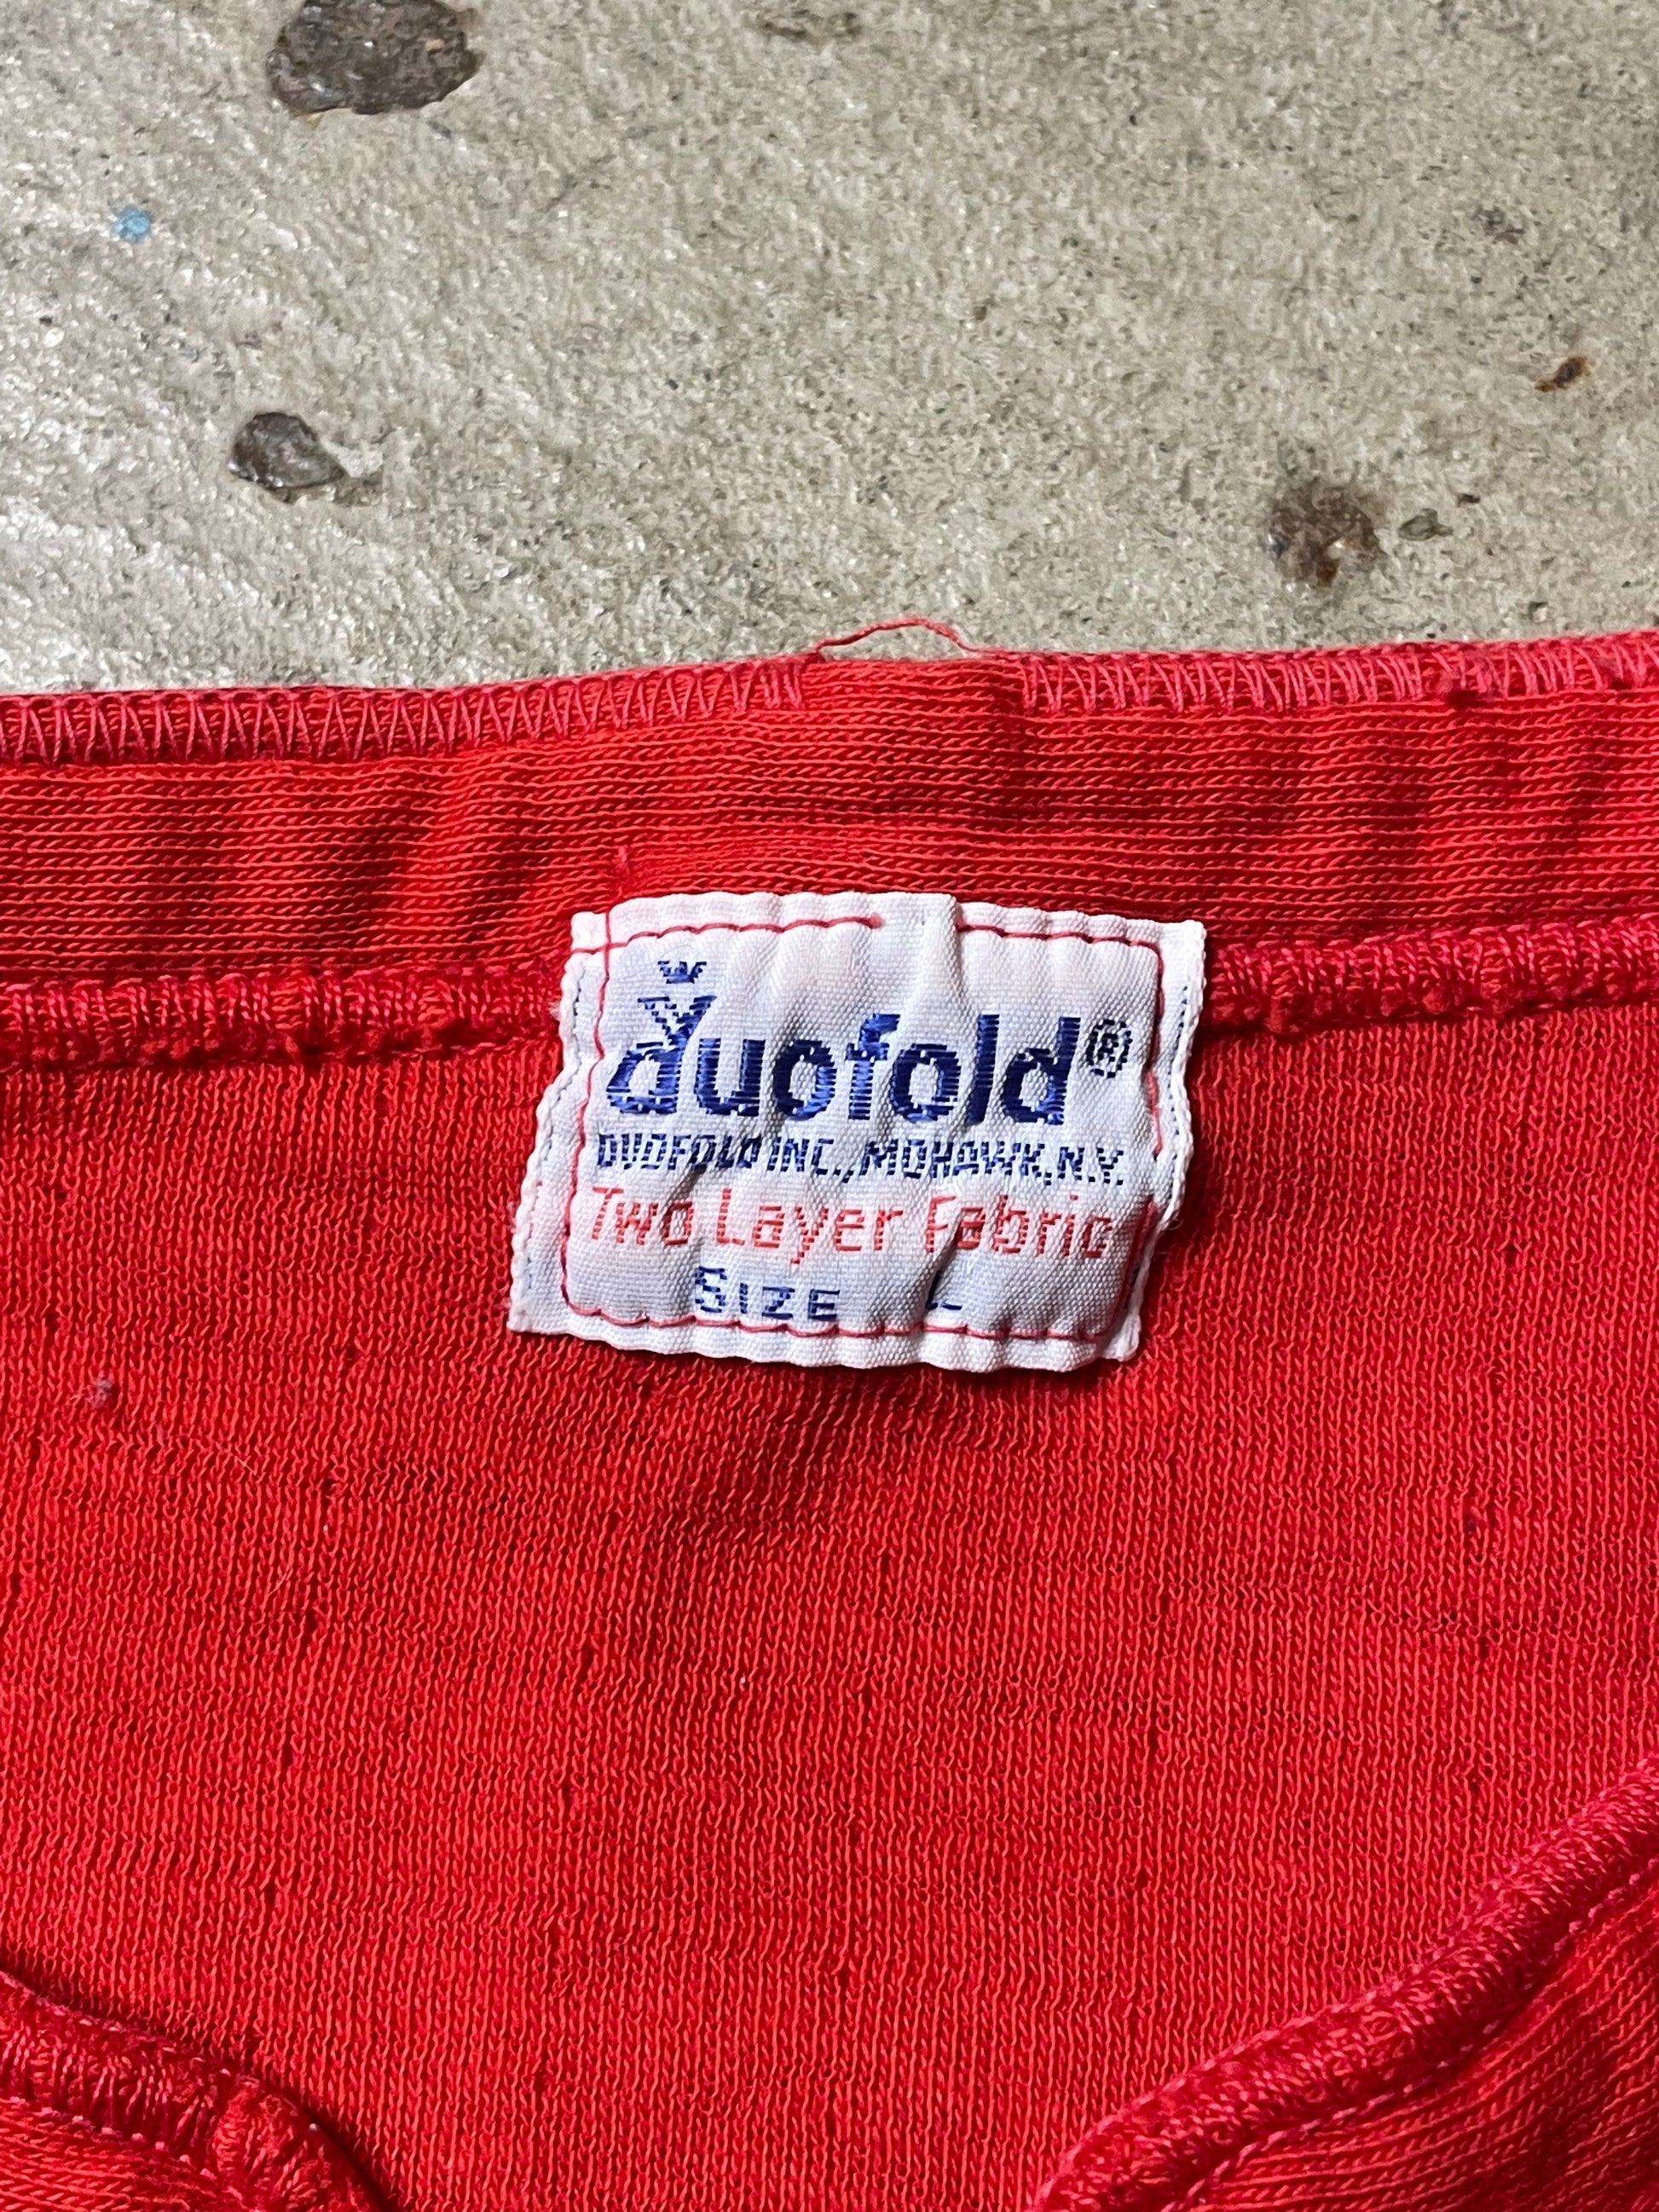 duofold®
DUOFOLD INC., MOHAWK, N.Y.
Two Layer Fabric
SIZE L